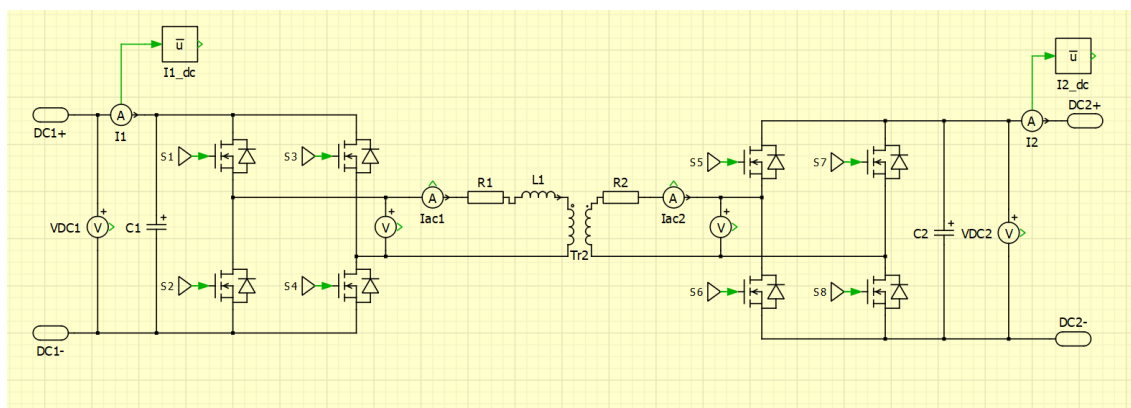 u
I1_dc
u
I2_dc
DC1+
A
I1
DC2+
A
I2
S1
S3
S5
S7
A
Iac1
R1
L1
R2
A
Iac2
VDC1
+
V
C1
+
+
V
Tr2
+
V
C2
+
VDC2
+
V
S2
S4
S6
S8
DC1-
DC2-